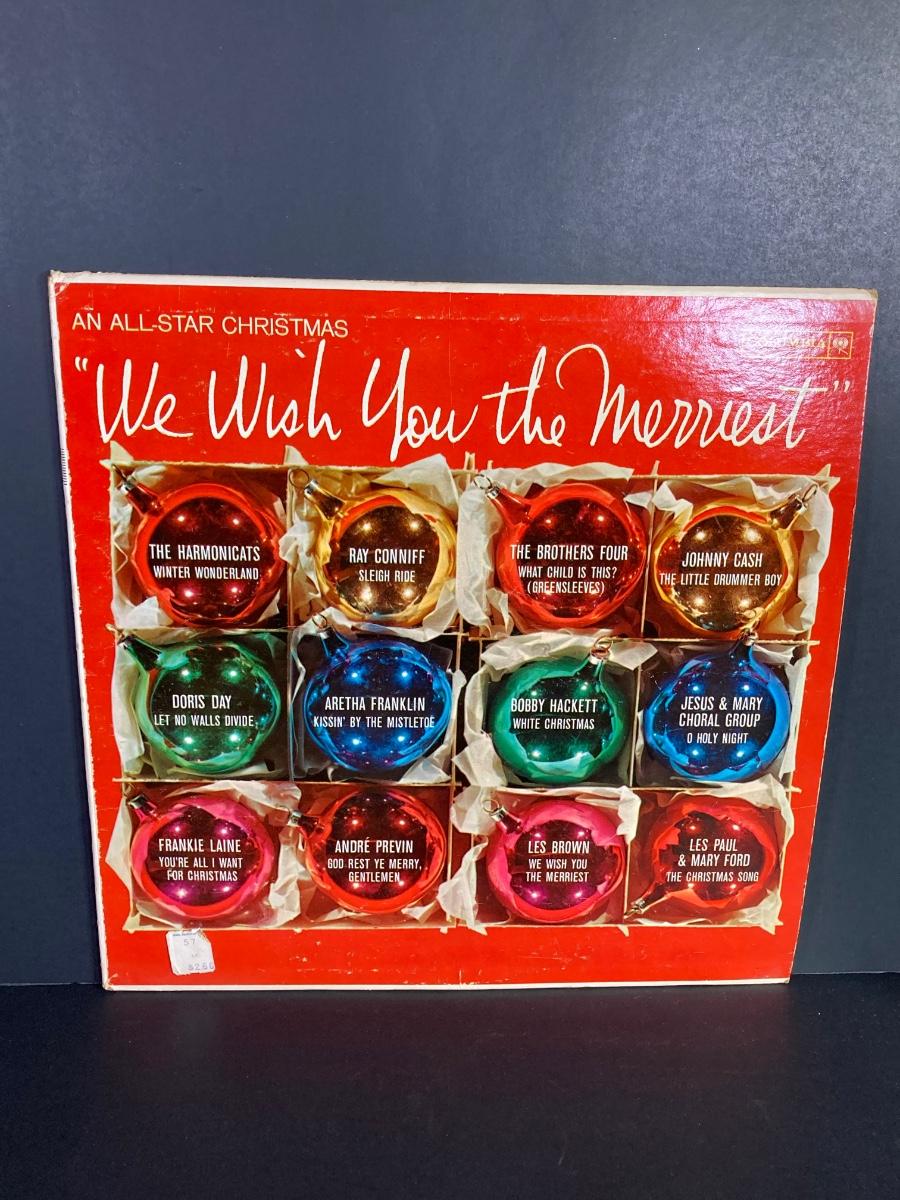 AN ALL-STAR CHRISTMAS
COLUMBIA
"We Wish You the Merriest"
THE HARMONICATS
WINTER WONDERLAND
RAY CONNIFF
SLEIGH RIDE
THE BROTHERS FOUR
WHAT CHILD IS THIS?
(GREENSLEEVES)
JOHNNY CASH
THE LITTLE DRUMMER BOY
DORIS DAY
LET NO WALLS DIVIDE
ARETHA FRANKLIN
KISSIN' BY THE MISTLETOE
BOBBY HACKETT
WHITE CHRISTMAS
JESUS & MARY
CHORAL GROUP
O HOLY NIGHT
FRANKIE LAINE
YOU'RE ALL I WANT
FOR CHRISTMAS
ANDRÉ PREVIN
GOD REST YE MERRY,
GENTLEMEN
LES BROWN
WE WISH YOU
THE MERRIEST
LES PAUL
& MARY FORD
THE CHRISTMAS SONG
57